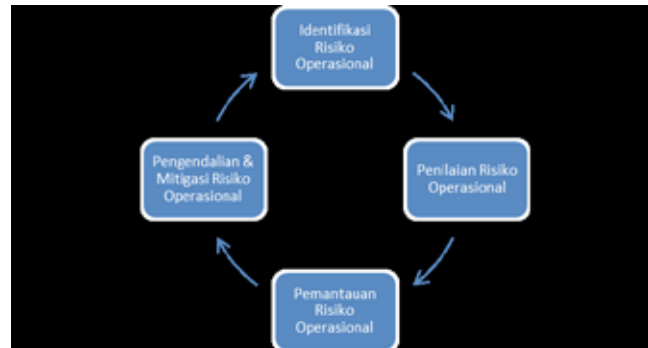 Identifikasi
Risiko
Operasional
Penilaian Risiko
Operasional
Pemantauan
Risiko
Operasional
Pengendalian &
Mitigasi Risiko
Operasional